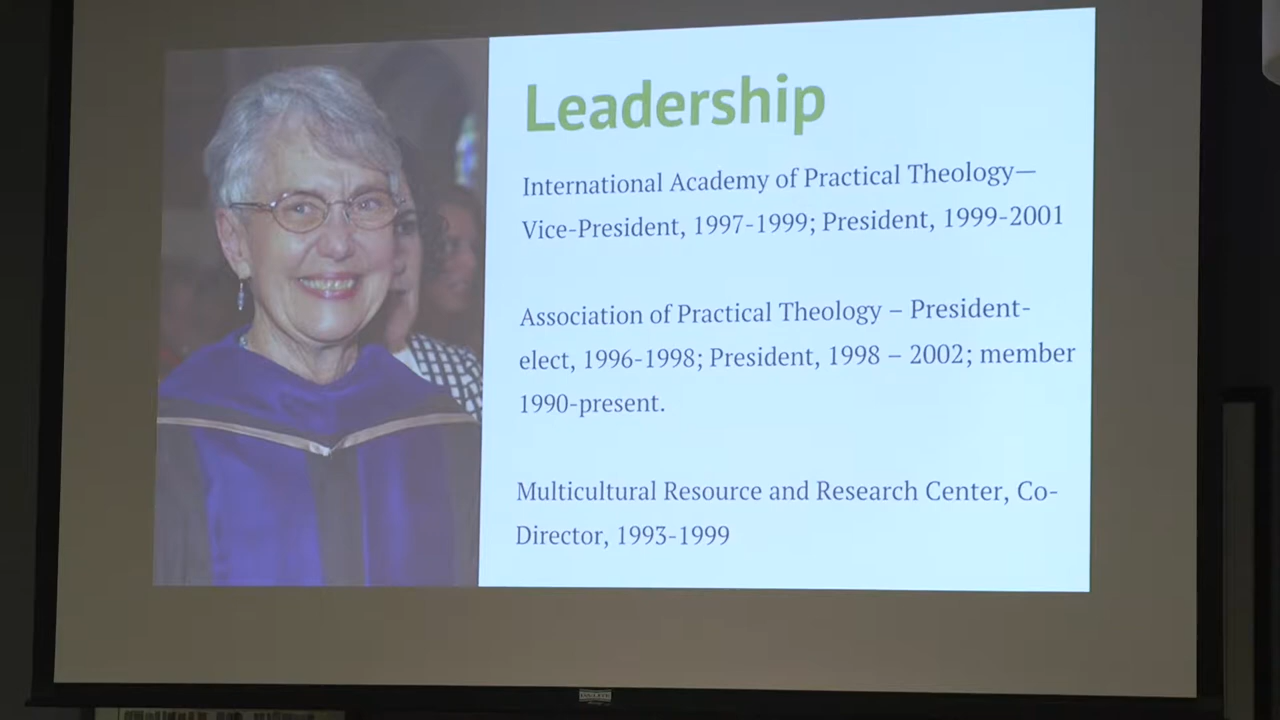 Leadership
International Academy of Practical Theology—
Vice-President, 1997-1999; President, 1999-2001
Association of Practical Theology – President-
elect, 1996-1998; President, 1998 – 2002; member
1990-present.
Multicultural Resource and Research Center, Co-
Director, 1993-1999